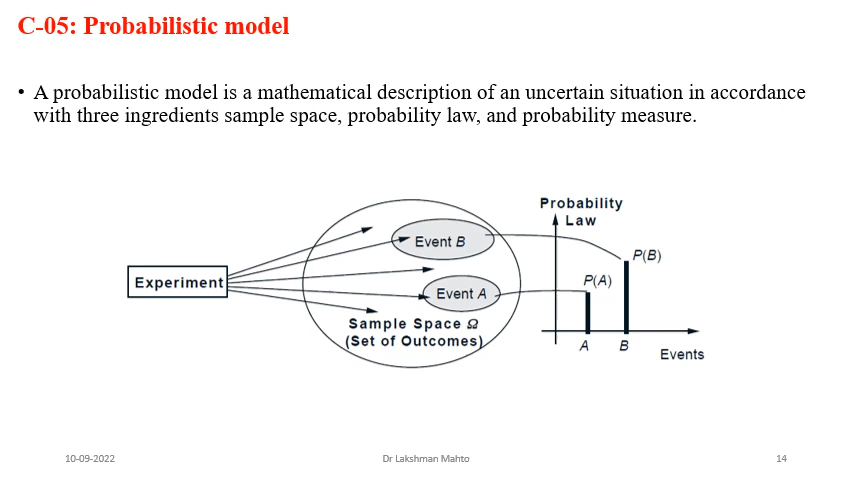 C-05: Probabilistic model
• A probabilistic model is a mathematical description of an uncertain situation in accordance
with three ingredients sample space, probability law, and probability measure.
Probability
Law
Event B
P(B)
Experiment
P(A)
Event A
Sample Space Ω
(Set of Outcomes)
A
B
Events
10-09-2022
Dr Lakshman Mahto
14